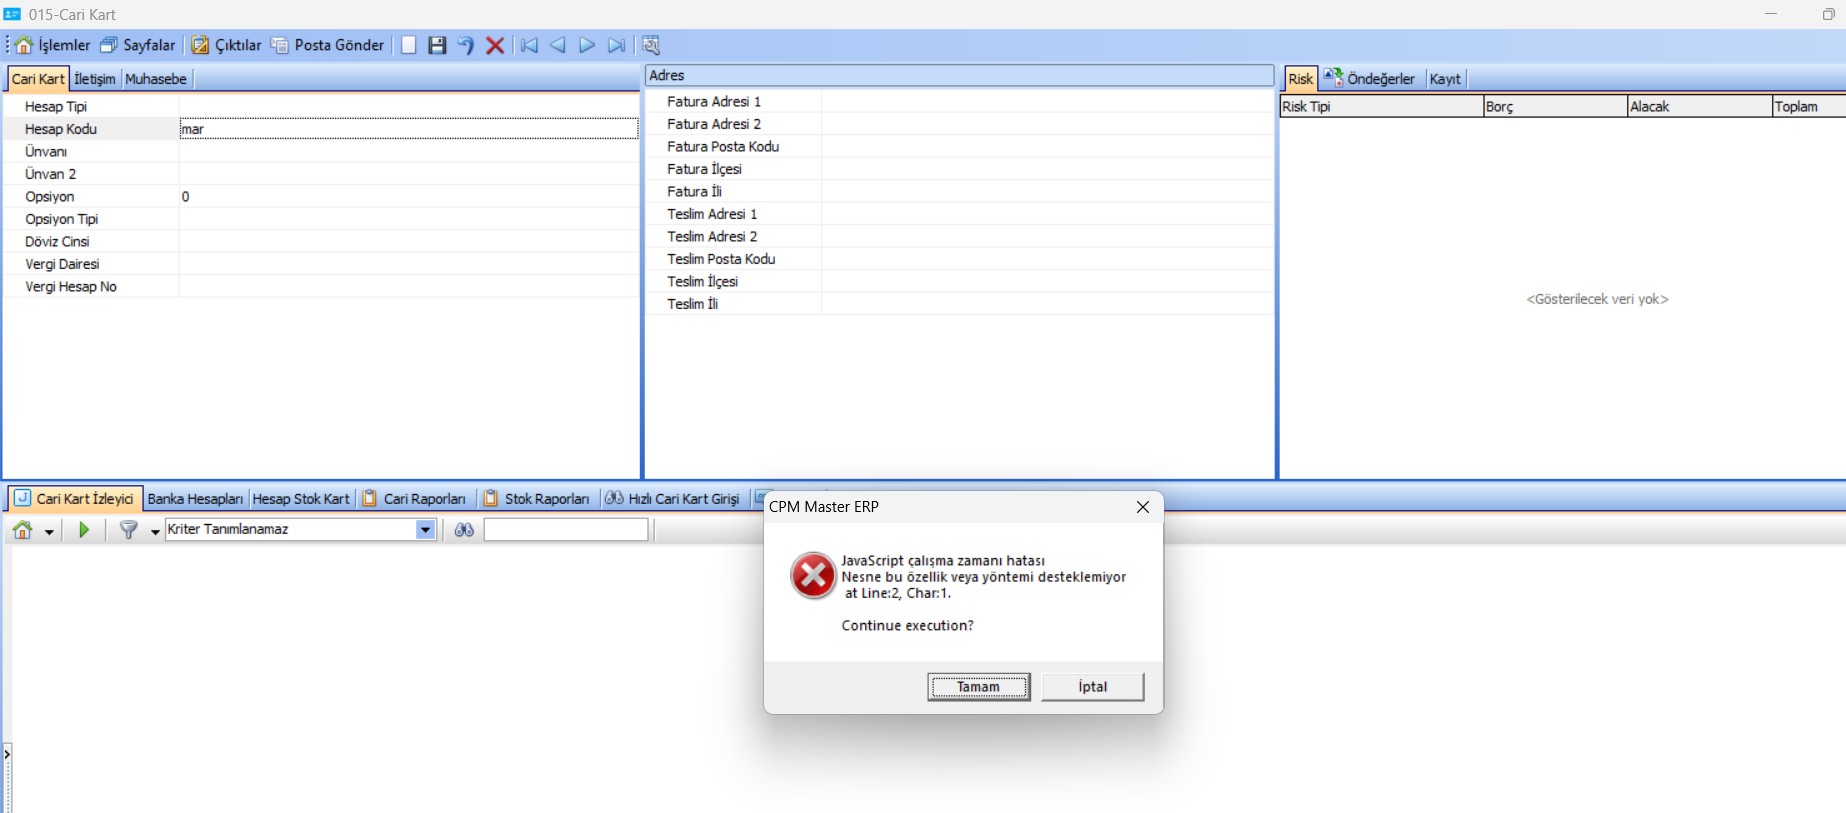 015-Cari Kart
İşlemler Sayfalar Çıktılar Posta Gönder
Cari Kart İletişim Muhasebe
Hesap Tipi
Hesap Kodu mar
Ünvanı
Ünvan 2
Opsiyon 0
Opsiyon Tipi
Döviz Cinsi
Vergi Dairesi
Vergi Hesap No
Adres
Fatura Adresi 1
Fatura Adresi 2
Fatura Posta Kodu
Fatura İlçesi
Fatura İli
Teslim Adresi 1
Teslim Adresi 2
Teslim Posta Kodu
Teslim İlçesi
Teslim İli
Risk Öndeğerler Kayıt
Risk Tipi Borç Alacak Toplam
<Gösterilecek veri yok>
Cari Kart İzleyici Banka Hesapları Hesap Stok Kart Cari Raporları Stok Raporları Hızlı Cari Kart Girişi
Kriter Tanımlanamaz
CPM Master ERP
JavaScript çalışma zamanı hatası
Nesne bu özellik veya yöntemi desteklemiyor
at Line:2, Char:1.
Continue execution?
Tamam İptal